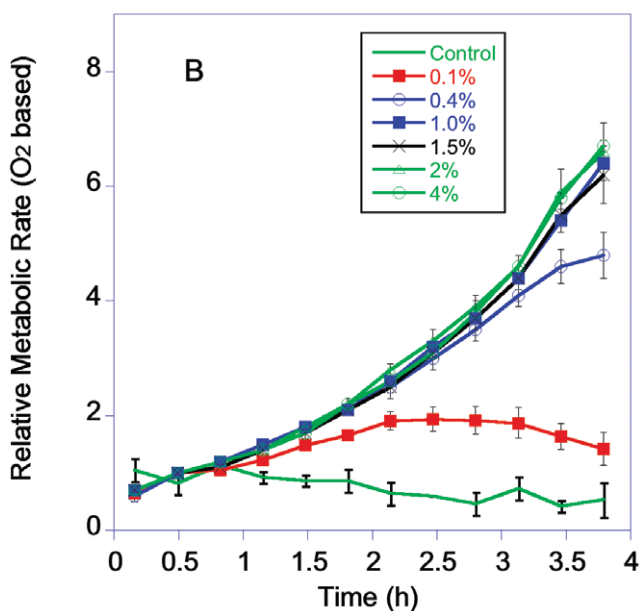 B
Control
0.1%
0.4%
1.0%
1.5%
2%
4%
Relative Metabolic Rate (O2 based)
8
6
4
2
0
0 0.5 1 1.5 2 2.5 3 3.5 4
Time (h)